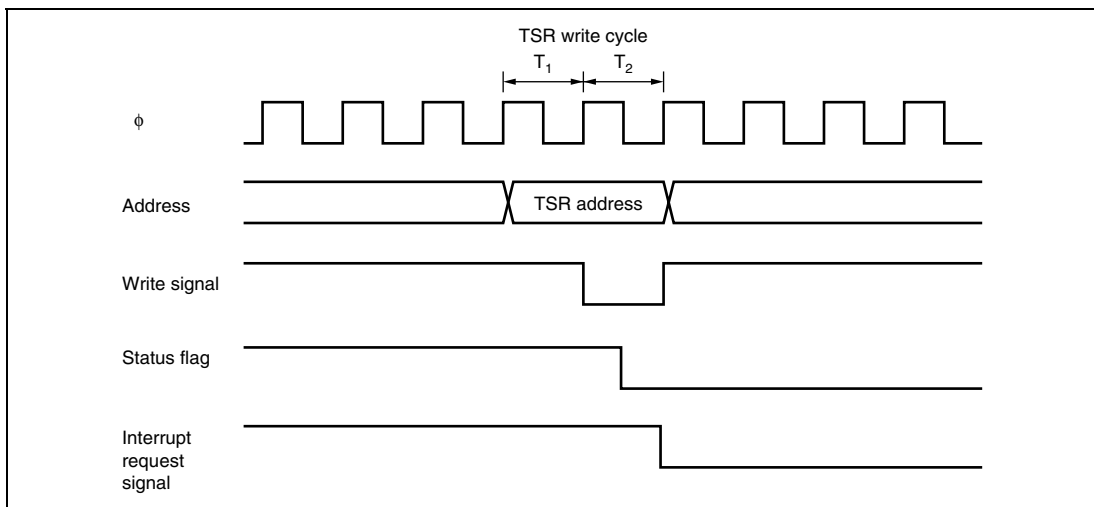 TSR write cycle
T1 T2
ϕ
Address
TSR address
Write signal
Status flag
Interrupt
request
signal